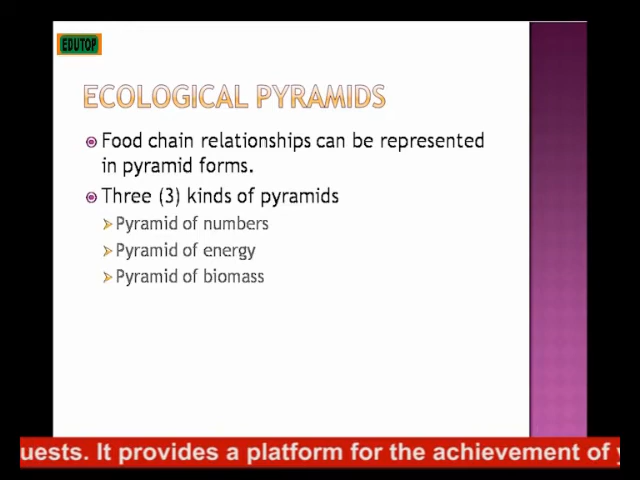 EDUTOP
ECOLOGICAL PYRAMIDS
Food chain relationships can be represented
in pyramid forms.
Three (3) kinds of pyramids
Pyramid of numbers
Pyramid of energy
Pyramid of biomass
uests. It provides a platform for the achievement of